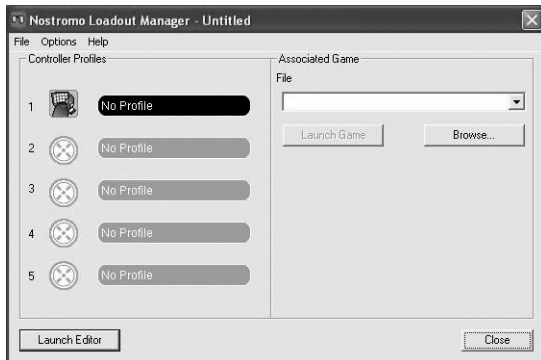 Nostromo Loadout Manager - Untitled
File Options Help
Controller Profiles
1 No Profile
2 No Profile
3 No Profile
4 No Profile
5 No Profile
Associated Game
File
Launch Game Browse...
Launch Editor Close